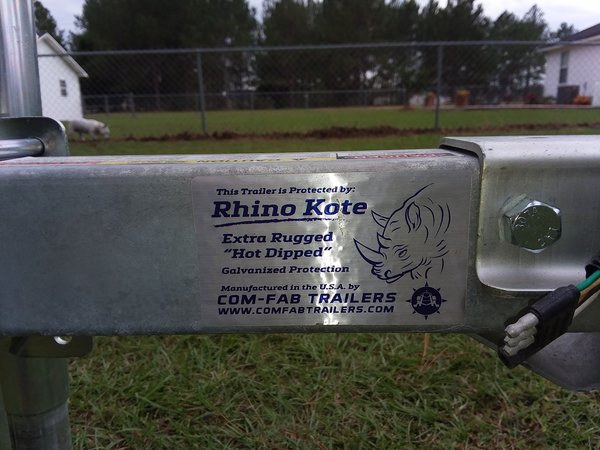 This Trailer is Protected by:
Rhino Kote
Extra Rugged
"Hot Dipped"
Galvanized Protection
Manufactured in the U.S.A. by
COM-FAB TRAILERS
WWW.COMFABTRAILERS.COM